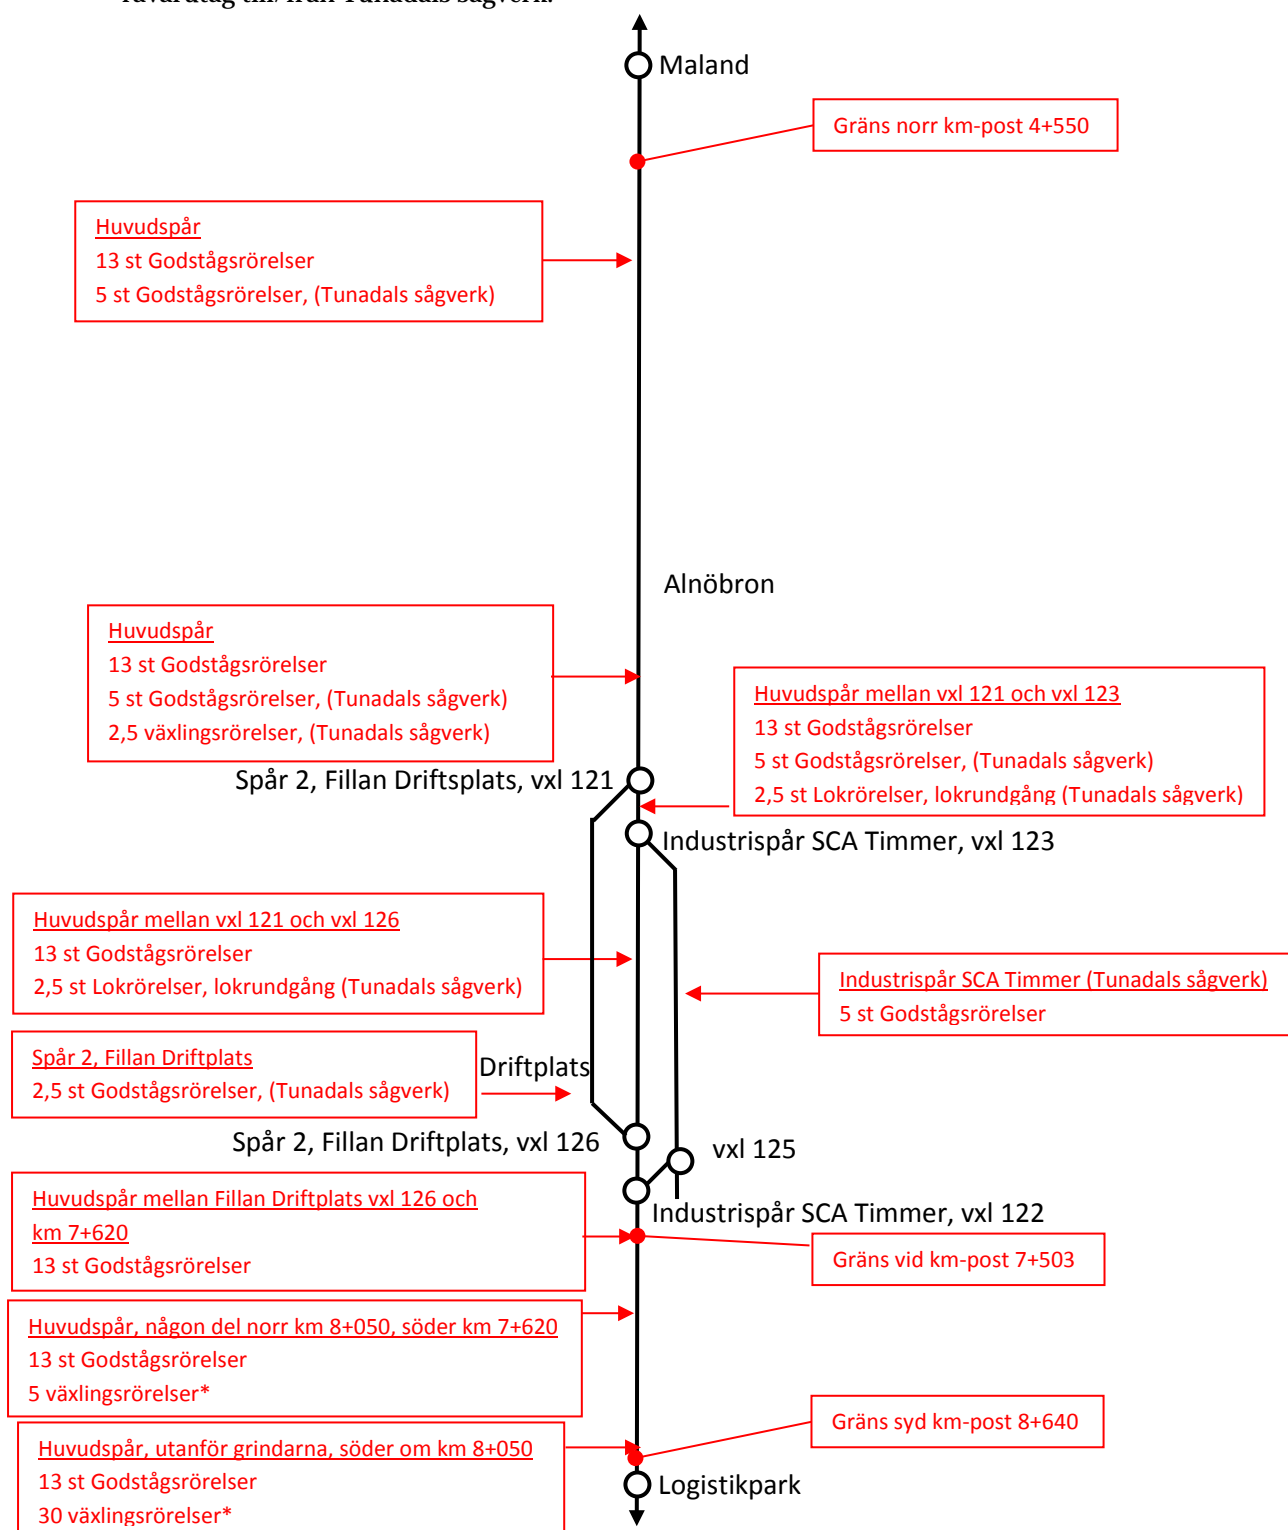 råvarutåg till/från Tunadals sågverk.
Maland
Gräns norr km-post 4+550
Huvudspår
13 st Godstågsrörelser
5 st Godstågsrörelser, (Tunadals sågverk)
Alnöbron
Huvudspår
13 st Godstågsrörelser
5 st Godstågsrörelser, (Tunadals sågverk)
2,5 växlingsrörelser, (Tunadals sågverk)
Huvudspår mellan vxl 121 och vxl 123
13 st Godstågsrörelser
5 st Godstågsrörelser, (Tunadals sågverk)
2,5 st Lokrörelser, lokrundgång (Tunadals sågverk)
Spår 2, Fillan Driftsplats, vxl 121
Industrispår SCA Timmer, vxl 123
Huvudspår mellan vxl 121 och vxl 126
13 st Godstågsrörelser
2,5 st Lokrörelser, lokrundgång (Tunadals sågverk)
Industrispår SCA Timmer (Tunadals sågverk)
5 st Godstågsrörelser
Spår 2, Fillan Driftplats
2,5 st Godstågsrörelser, (Tunadals sågverk)
Driftplats
Spår 2, Fillan Driftplats, vxl 126
vxl 125
Huvudspår mellan Fillan Driftplats vxl 126 och
km 7+620
13 st Godstågsrörelser
Industrispår SCA Timmer, vxl 122
Gräns vid km-post 7+503
Huvudspår, någon del norr km 8+050, söder km 7+620
13 st Godstågsrörelser
5 växlingsrörelser*
Gräns syd km-post 8+640
Huvudspår, utanför grindarna, söder om km 8+050
13 st Godstågsrörelser
30 växlingsrörelser*
Logistikpark